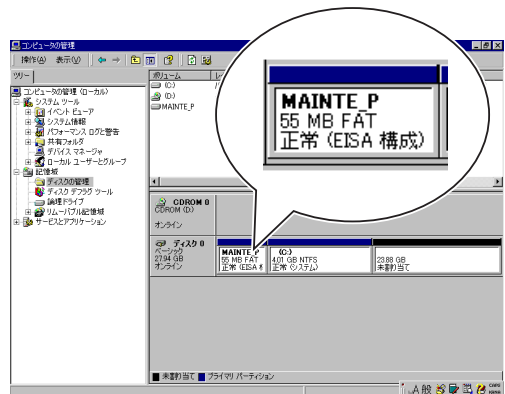 コンピュータの管理
操作(A) 表示(V)
ツリー
コンピュータの管理 (ローカル)
システム ツール
イベント ビューア
システム情報
パフォーマンス ログと警告
共有フォルダ
デバイス マネージャ
ローカル ユーザーとグループ
記憶域
ディスクの管理
ディスク デフラグ ツール
論理ドライブ
リムーバブル記憶域
サービスとアプリケーション
ボリューム
(C:)
(D:)
MAINTE_P
MAINTE_P
55 MB FAT
正常 (EISA 構成)
CDROM 0
CDROM (D:)
オンライン
ディスク 0
ベーシック
27.94 GB
オンライン
MAINTE_P
55 MB FAT
正常 (EISA
(C:)
4.01 GB NTFS
正常 (システム)
23.88 GB
未割り当て
未割り当て プライマリ パーティション
A 般
CAPS
KANA